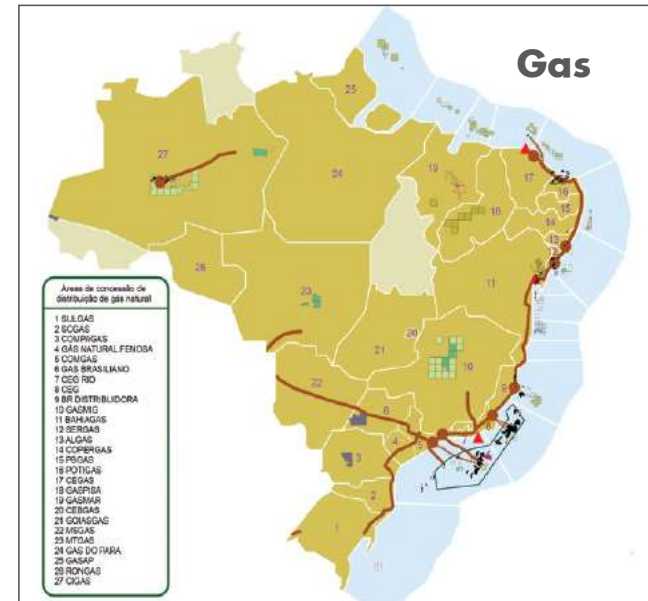 Gas
25
27
24
19
17
16
15
18
14
13
26
23
11
20
21
10
22
9
6
8
4
5
3
2
1
Áreas de concessão de
distribuição de gás natural
1 SULGAS
2 SCGAS
3 COMPAGAS
4 GÁS NATURAL FENOSA
5 COMGAS
6 GAS BRASILIANO
7 CEG RIO
8 CEG
9 BR DISTRIBUIDORA
10 GASMIG
11 BAHIAGAS
12 SERGAS
13 ALGAS
14 COPERGAS
15 PBGAS
16 POTIGAS
17 CEGAS
18 GASPISA
19 GASMAR
20 CEBGAS
21 GOIASGAS
22 MSGAS
23 MTGAS
24 GAS DO PARA
25 GASAP
26 RONGAS
27 CIGAS